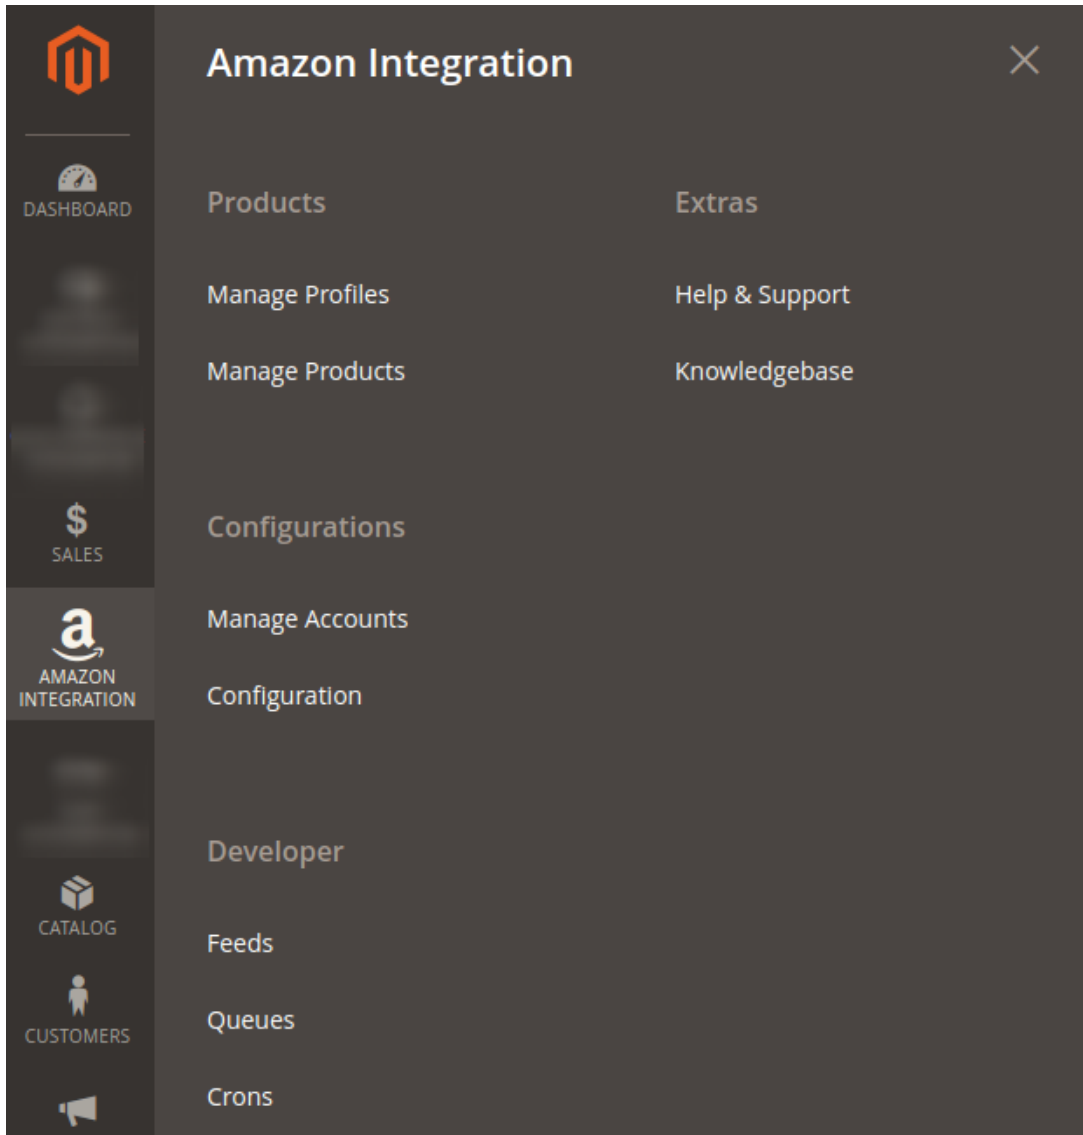 Amazon Integration
DASHBOARD
SALES
AMAZON
INTEGRATION
CATALOG
CUSTOMERS
Products
Manage Profiles
Manage Products
Extras
Help & Support
Knowledgebase
Configurations
Manage Accounts
Configuration
Developer
Feeds
Queues
Crons